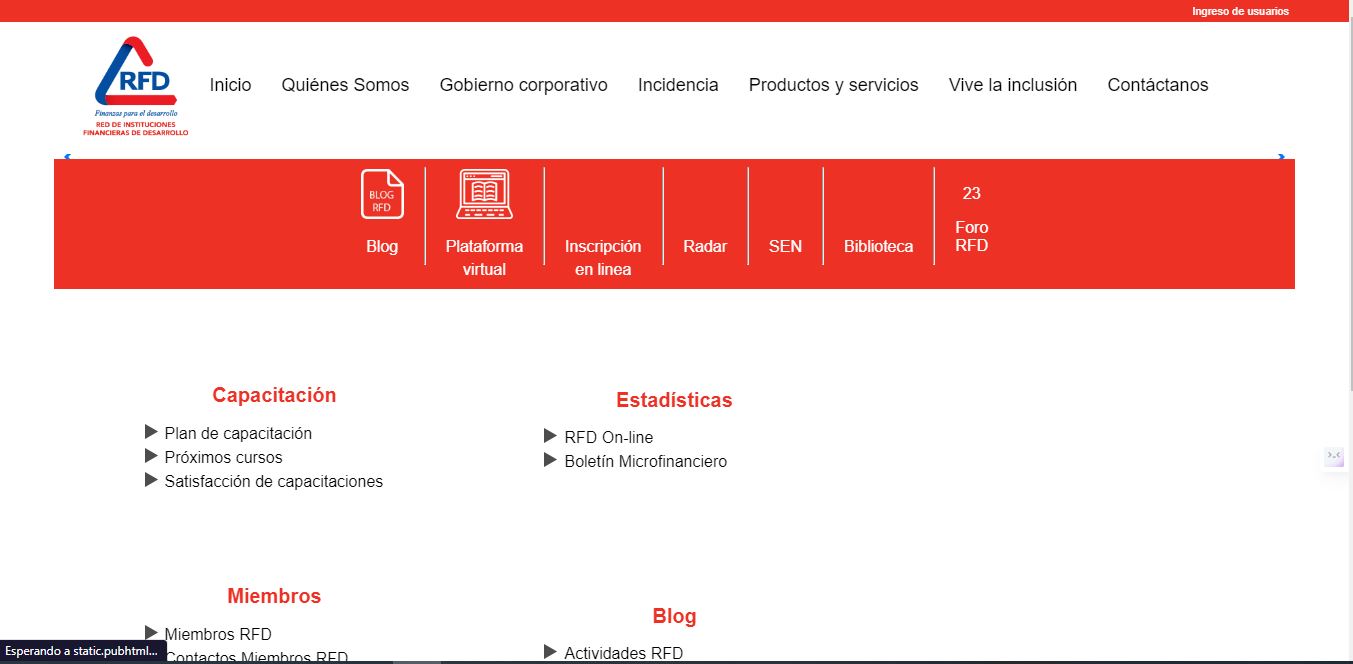 Ingreso de usuarios
RFD
Finanzas para el desarrollo
RED DE INSTITUCIONES
FINANCIERAS DE DESARROLLO
Inicio
Quiénes Somos
Gobierno corporativo
Incidencia
Productos y servicios
Vive la inclusión
Contáctanos
BLOG
RFD
Blog
Plataforma
virtual
Inscripción
en linea
Radar
SEN
Biblioteca
23
Foro
RFD
Capacitación
Plan de capacitación
Próximos cursos
Satisfacción de capacitaciones
Estadísticas
RFD On-line
Boletín Microfinanciero
Miembros
Miembros RFD
Contactos Miembros RFD
Blog
Actividades RFD
Esperando a static.pubhtml...